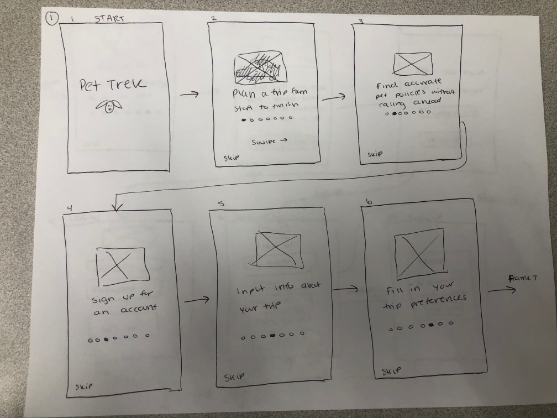 1
1 START
Pet Trek
2
Plan a trip from
start to finish
Swipe →
Skip
3
Find accurate
pet policies without
calling ahead
Skip
4
Sign up for
an account
Skip
5
Input info about
your trip
Skip
6
Fill in your
trip preferences
Skip
Frame 7